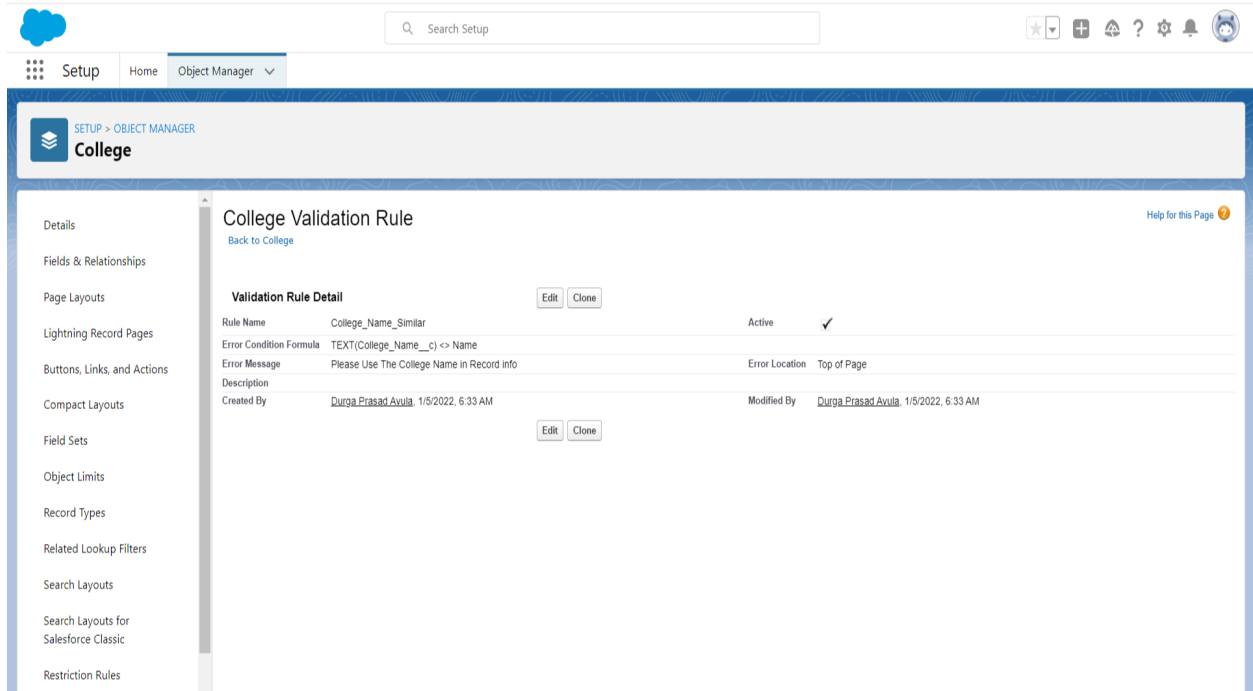 Search Setup
Setup Home Object Manager
SETUP > OBJECT MANAGER
College
Details
Fields & Relationships
Page Layouts
Lightning Record Pages
Buttons, Links, and Actions
Compact Layouts
Field Sets
Object Limits
Record Types
Related Lookup Filters
Search Layouts
Search Layouts for
Salesforce Classic
Restriction Rules
College Validation Rule
Help for this Page ?
Back to College
Validation Rule Detail Edit Clone
Rule Name College_Name_Similar Active ✓
Error Condition Formula TEXT(College_Name__c) <> Name
Error Message Please Use The College Name in Record info Error Location Top of Page
Description
Created By Durga Prasad Avula, 1/5/2022, 6:33 AM Modified By Durga Prasad Avula, 1/5/2022, 6:33 AM
Edit Clone